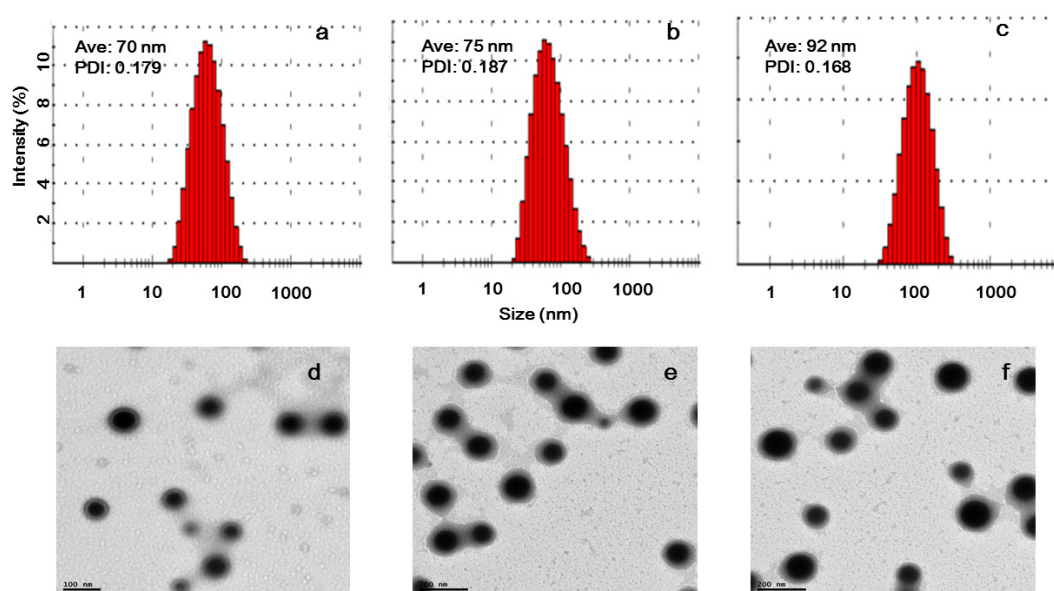 a
Ave: 70 nm
PDI: 0.179
b
Ave: 75 nm
PDI: 0.187
c
Ave: 92 nm
PDI: 0.168
Intensity (%)
10
8
6
4
2
1 10 100 1000
1 10 100 1000
1 10 100 1000
Size (nm)
d
e
f
100 nm
nm
200 nm